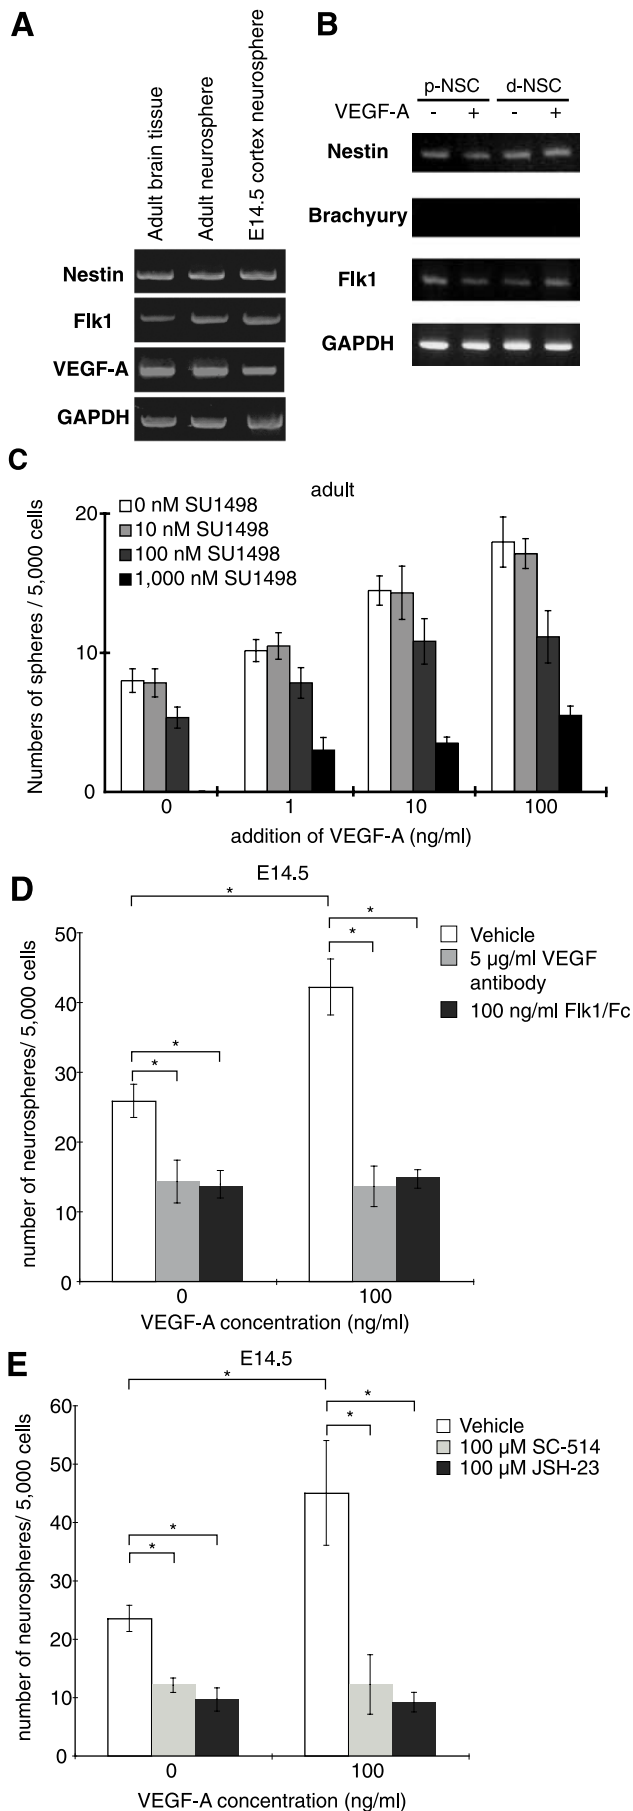 A
Adult brain tissue
Adult neurosphere
E14.5 cortex neurosphere
Nestin
Flk1
VEGF-A
GAPDH
B
p-NSC d-NSC
VEGF-A - + - +
Nestin
Brachyury
Flk1
GAPDH
C
adult
0 nM SU1498
10 nM SU1498
100 nM SU1498
1,000 nM SU1498
Numbers of spheres / 5,000 cells
20
10
0
0 1 10 100
addition of VEGF-A (ng/ml)
D
E14.5
*
* *
* *
Vehicle
5 µg/ml VEGF
antibody
100 ng/ml Flk1/Fc
number of neurospheres/ 5,000 cells
50
40
30
20
10
0
0 100
VEGF-A concentration (ng/ml)
E
E14.5
*
* *
* *
Vehicle
100 µM SC-514
100 µM JSH-23
number of neurospheres/ 5,000 cells
60
50
40
30
20
10
0
0 100
VEGF-A concentration (ng/ml)